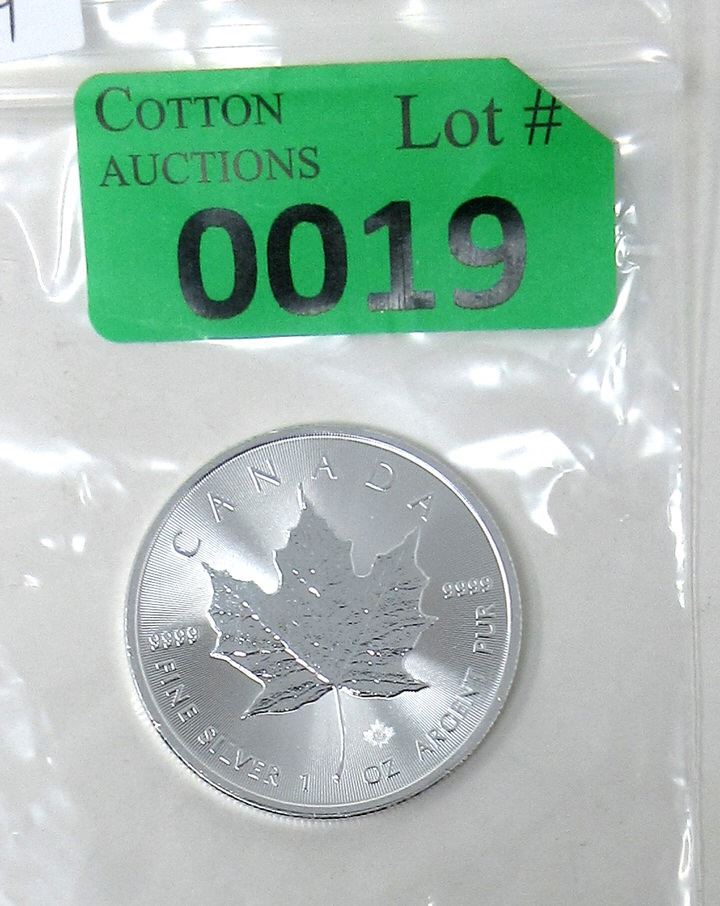 COTTON
AUCTIONS
Lot #
0019
CANADA
9999
9999
FINE SILVER 1 OZ ARGENT PUR